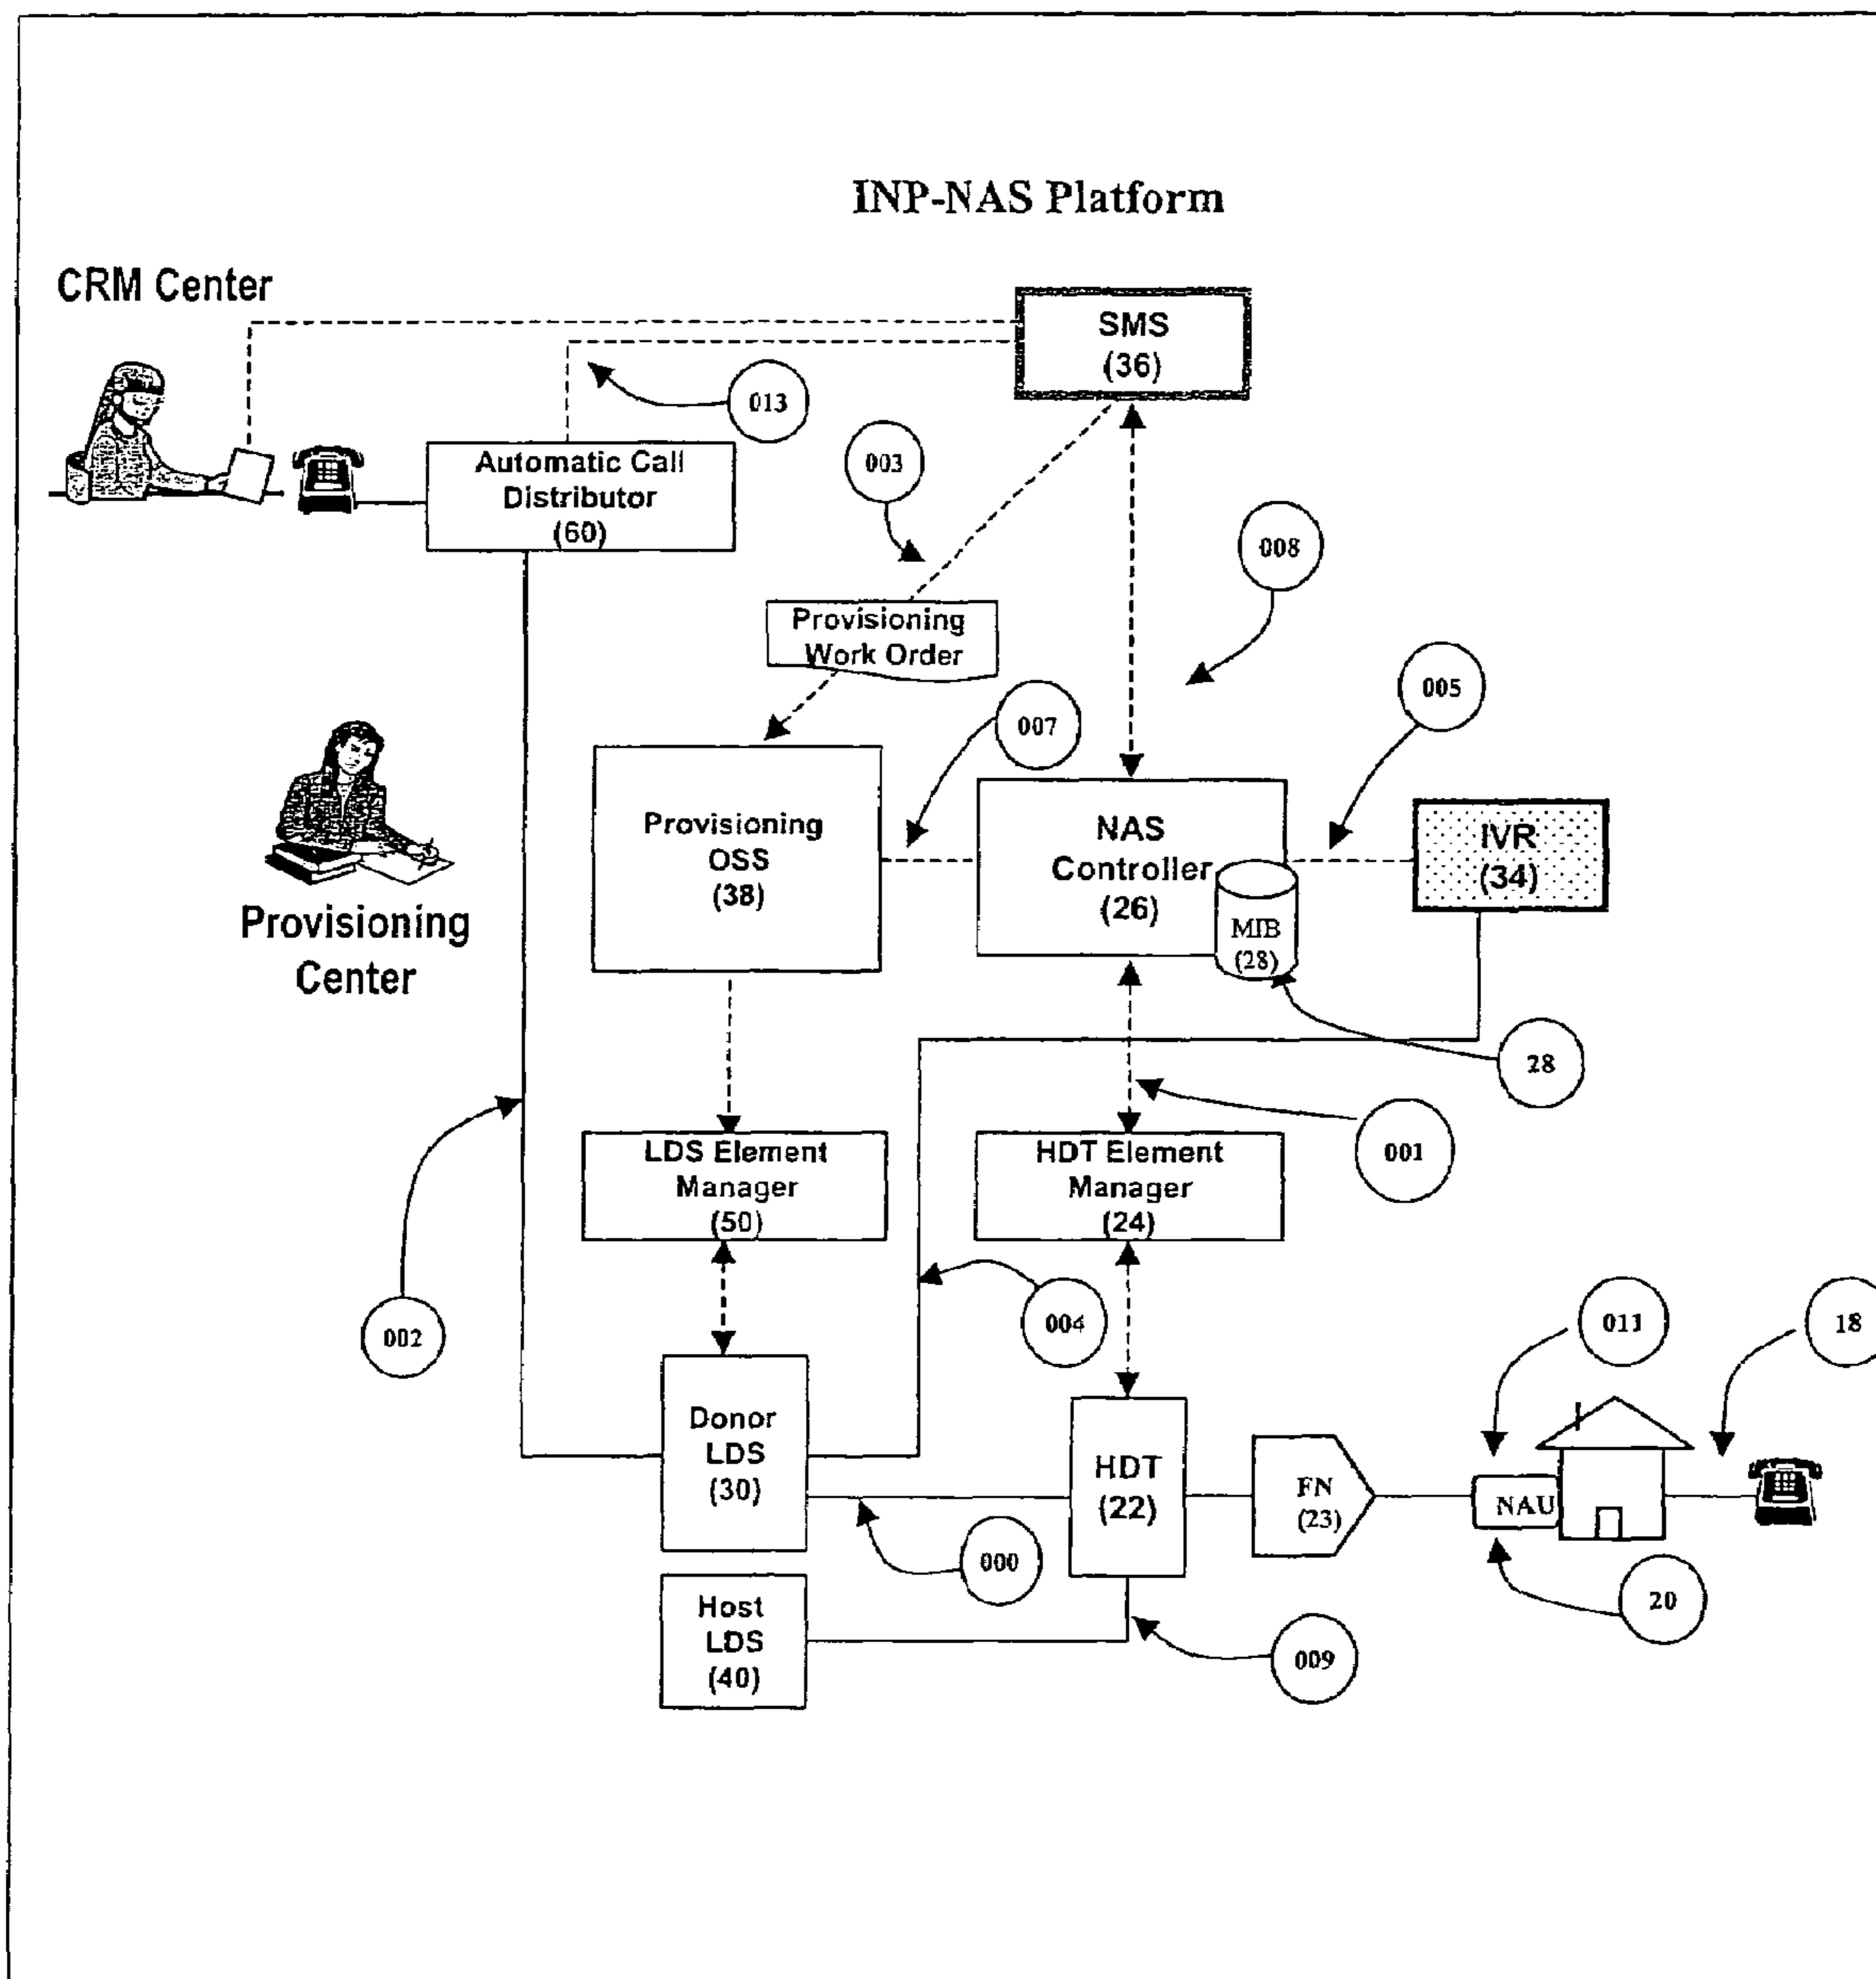 INP-NAS Platform
CRM Center
SMS
(36)
013
Automatic Call
Distributor
(60)
003
008
Provisioning
Work Order
007
005
Provisioning
OSS
(38)
NAS
Controller
(26)
MIB
(28)
IVR
(34)
Provisioning
Center
28
001
LDS Element
Manager
(50)
HDT Element
Manager
(24)
002
004
011
18
Donor
LDS
(30)
HDT
(22)
FN
(23)
NAU
000
20
Host
LDS
(40)
009